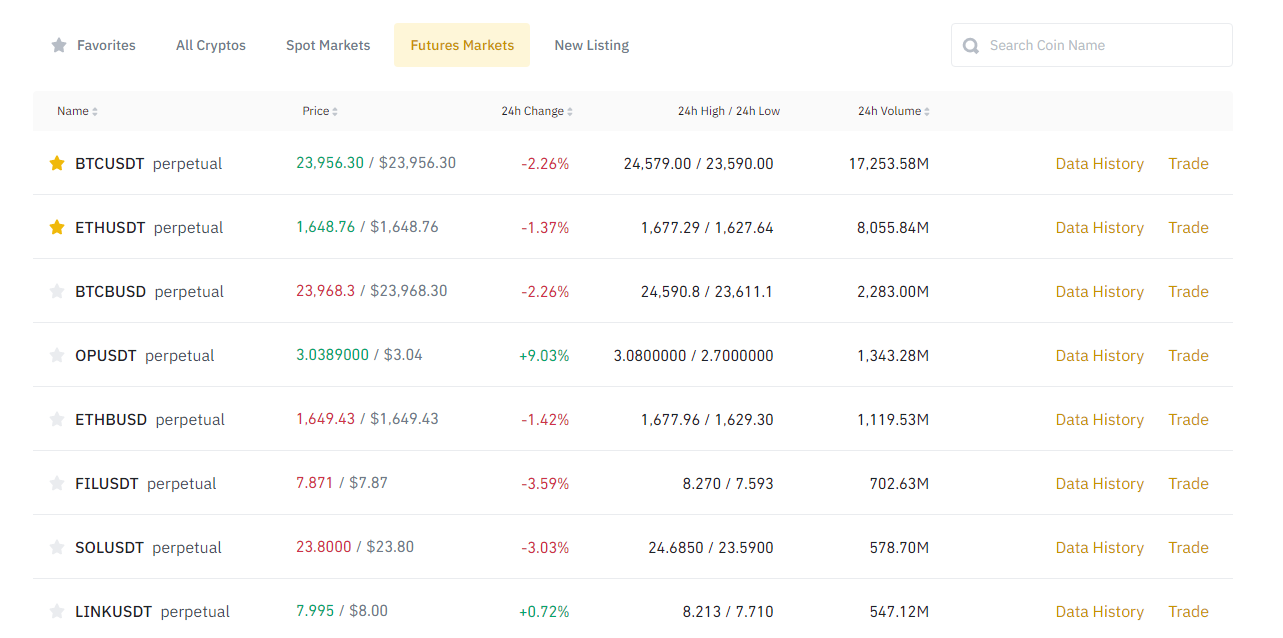 Favorites All Cryptos Spot Markets Futures Markets New Listing Search Coin Name
Name Price 24h Change 24h High / 24h Low 24h Volume
BTCUSDT perpetual 23,956.30 / $23,956.30 -2.26% 24,579.00 / 23,590.00 17,253.58M Data History Trade
ETHUSDT perpetual 1,648.76 / $1,648.76 -1.37% 1,677.29 / 1,627.64 8,055.84M Data History Trade
BTCBUSD perpetual 23,968.3 / $23,968.30 -2.26% 24,590.8 / 23,611.1 2,283.00M Data History Trade
OPUSDT perpetual 3.0389000 / $3.04 +9.03% 3.0800000 / 2.7000000 1,343.28M Data History Trade
ETHBUSD perpetual 1,649.43 / $1,649.43 -1.42% 1,677.96 / 1,629.30 1,119.53M Data History Trade
FILUSDT perpetual 7.871 / $7.87 -3.59% 8.270 / 7.593 702.63M Data History Trade
SOLUSDT perpetual 23.8000 / $23.80 -3.03% 24.6850 / 23.5900 578.70M Data History Trade
LINKUSDT perpetual 7.995 / $8.00 +0.72% 8.213 / 7.710 547.12M Data History Trade